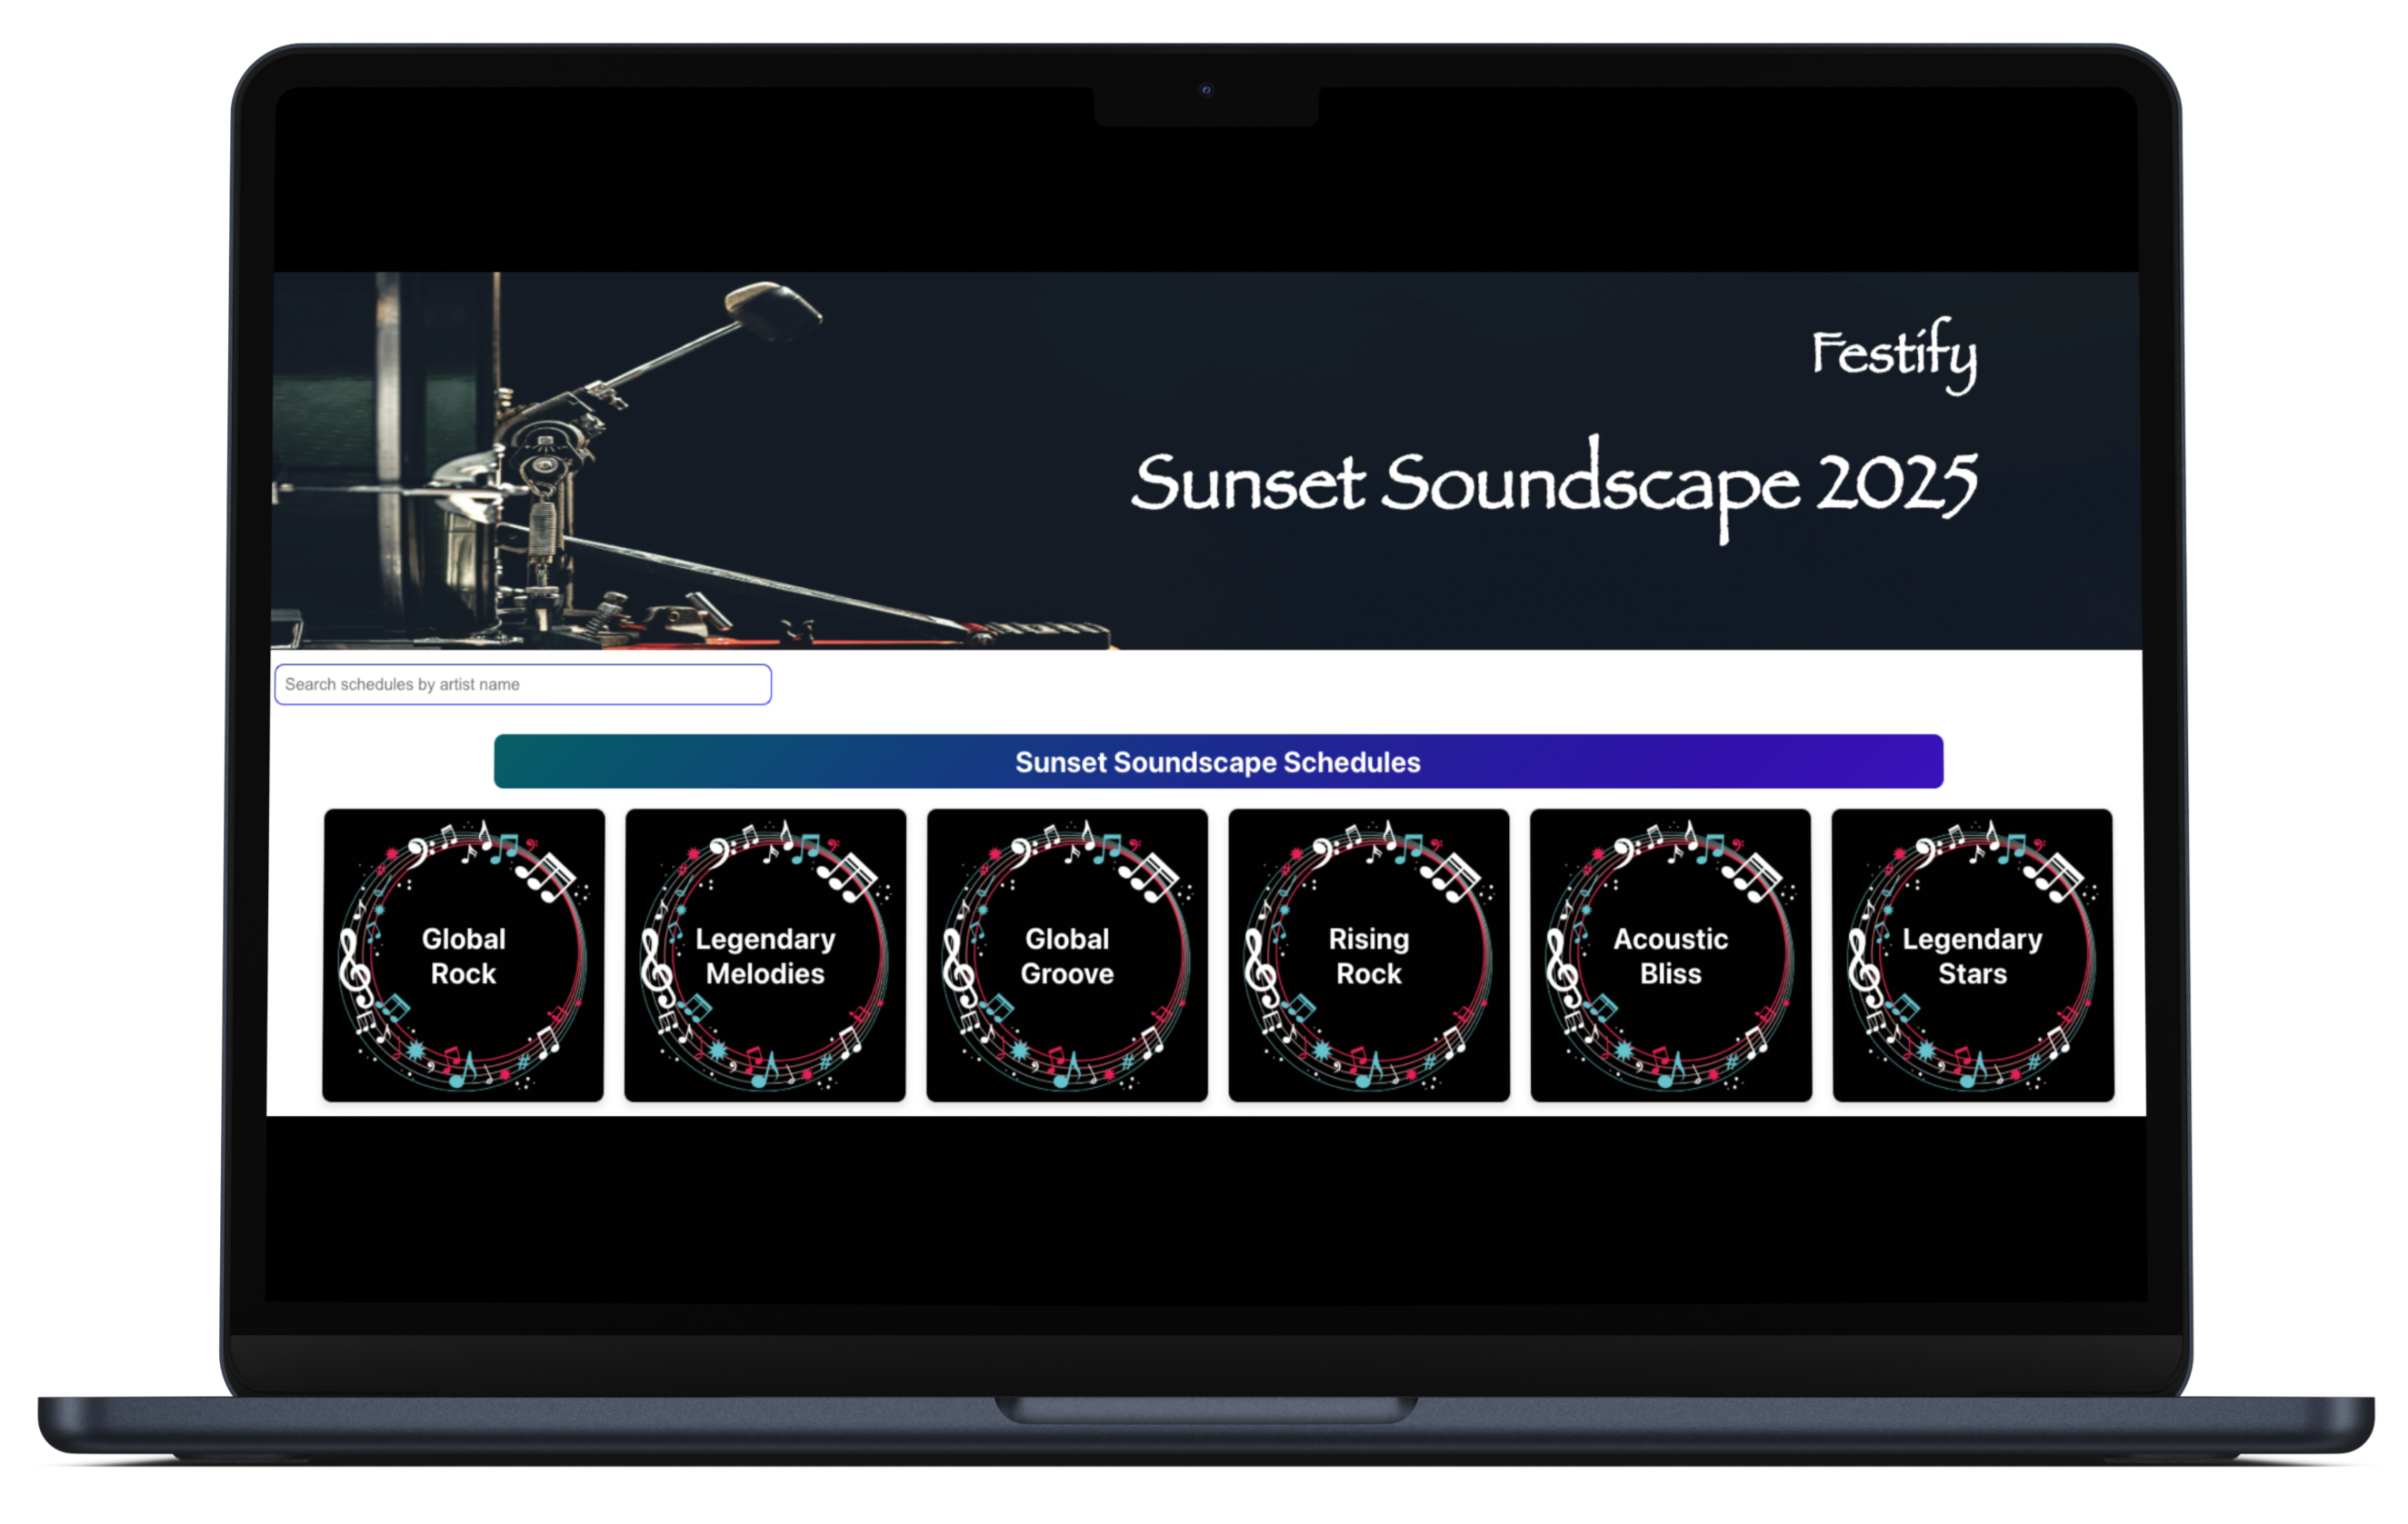 Festify
Sunset Soundscape 2025
Search schedules by artist name
Sunset Soundscape Schedules
Global
Rock
Legendary
Melodies
Global
Groove
Rising
Rock
Acoustic
Bliss
Legendary
Stars